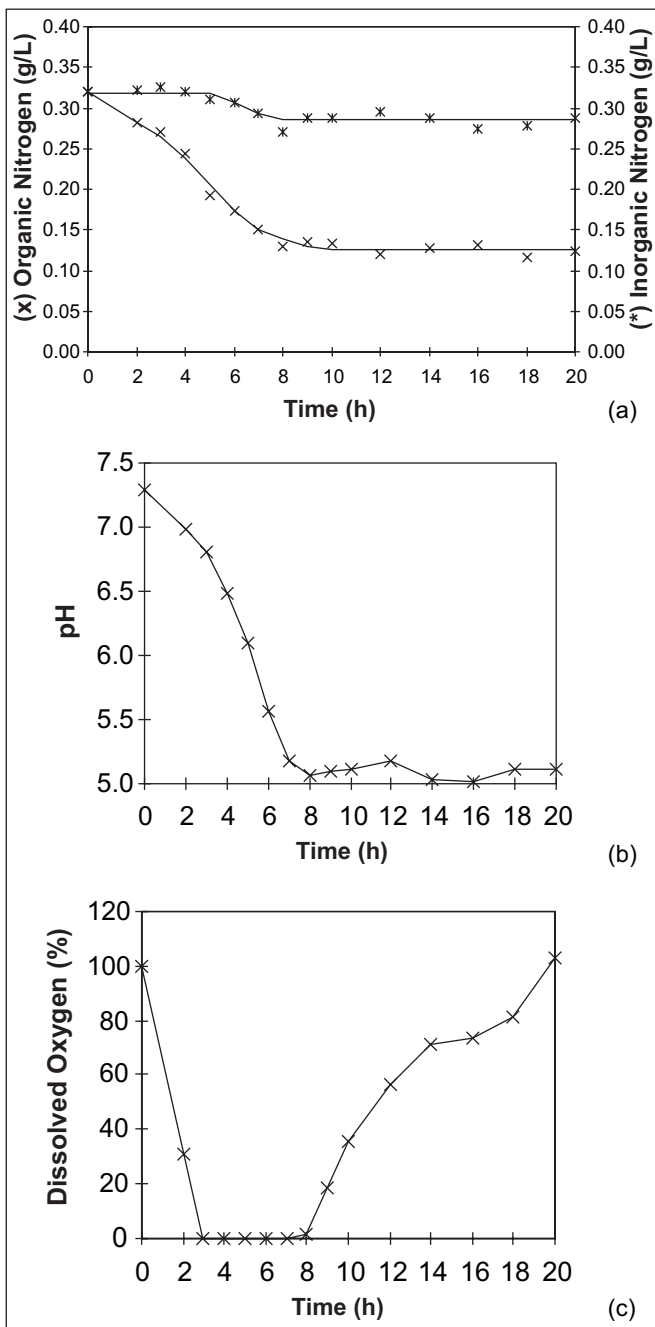 0.40 0.40
0.35 0.35
0.30 0.30
0.25 0.25
0.20 0.20
0.15 0.15
0.10 0.10
0.05 0.05
0.00 0.00
(x) Organic Nitrogen (g/L)
(*) Inorganic Nitrogen (g/L)
0 2 4 6 8 10 12 14 16 18 20
Time (h)
(a)
7.5
7.0
6.5
6.0
5.5
5.0
pH
0 2 4 6 8 10 12 14 16 18 20
Time (h)
(b)
120
100
80
60
40
20
0
Dissolved Oxygen (%)
0 2 4 6 8 10 12 14 16 18 20
Time (h)
(c)